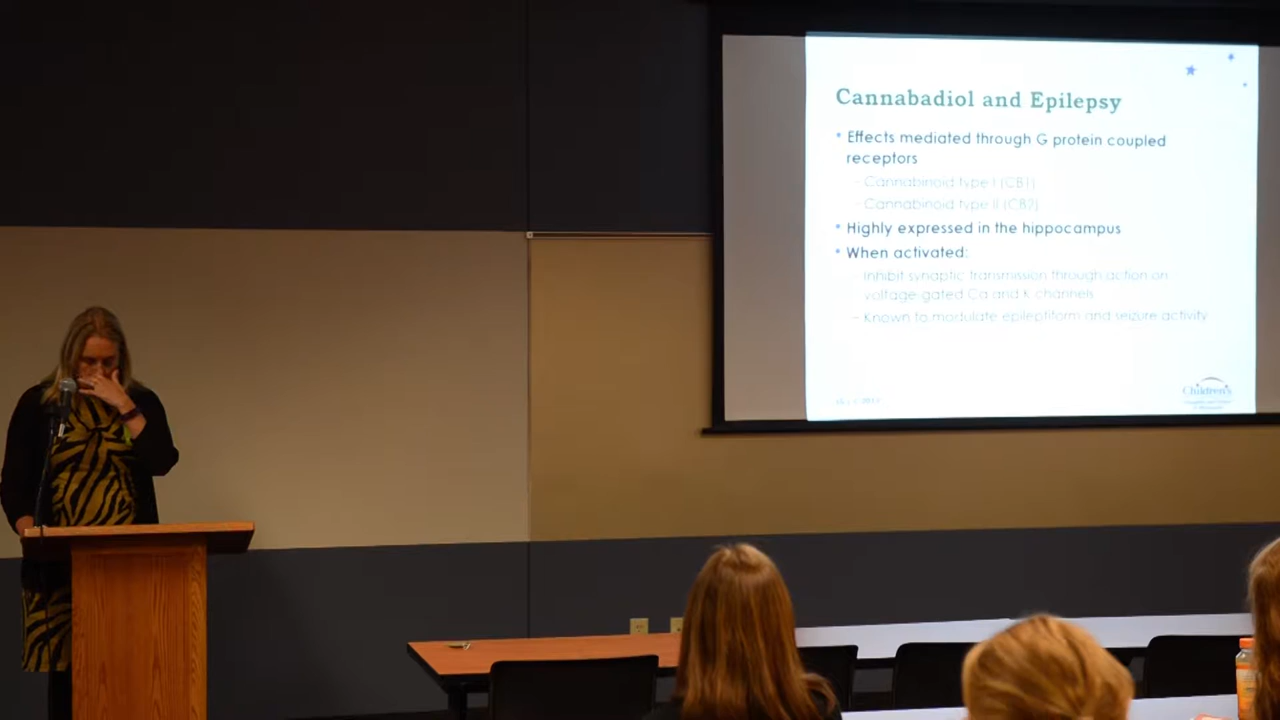 Cannabadiol and Epilepsy
• Effects mediated through G protein coupled
receptors
– Cannabinoid type I (CB1)
– Cannabinoid type II (CB2)
• Highly expressed in the hippocampus
• When activated:
– Inhibit synaptic transmission through action on
voltage gated Ca and K channels
– Known to modulate epileptiform and seizure activity
Children's